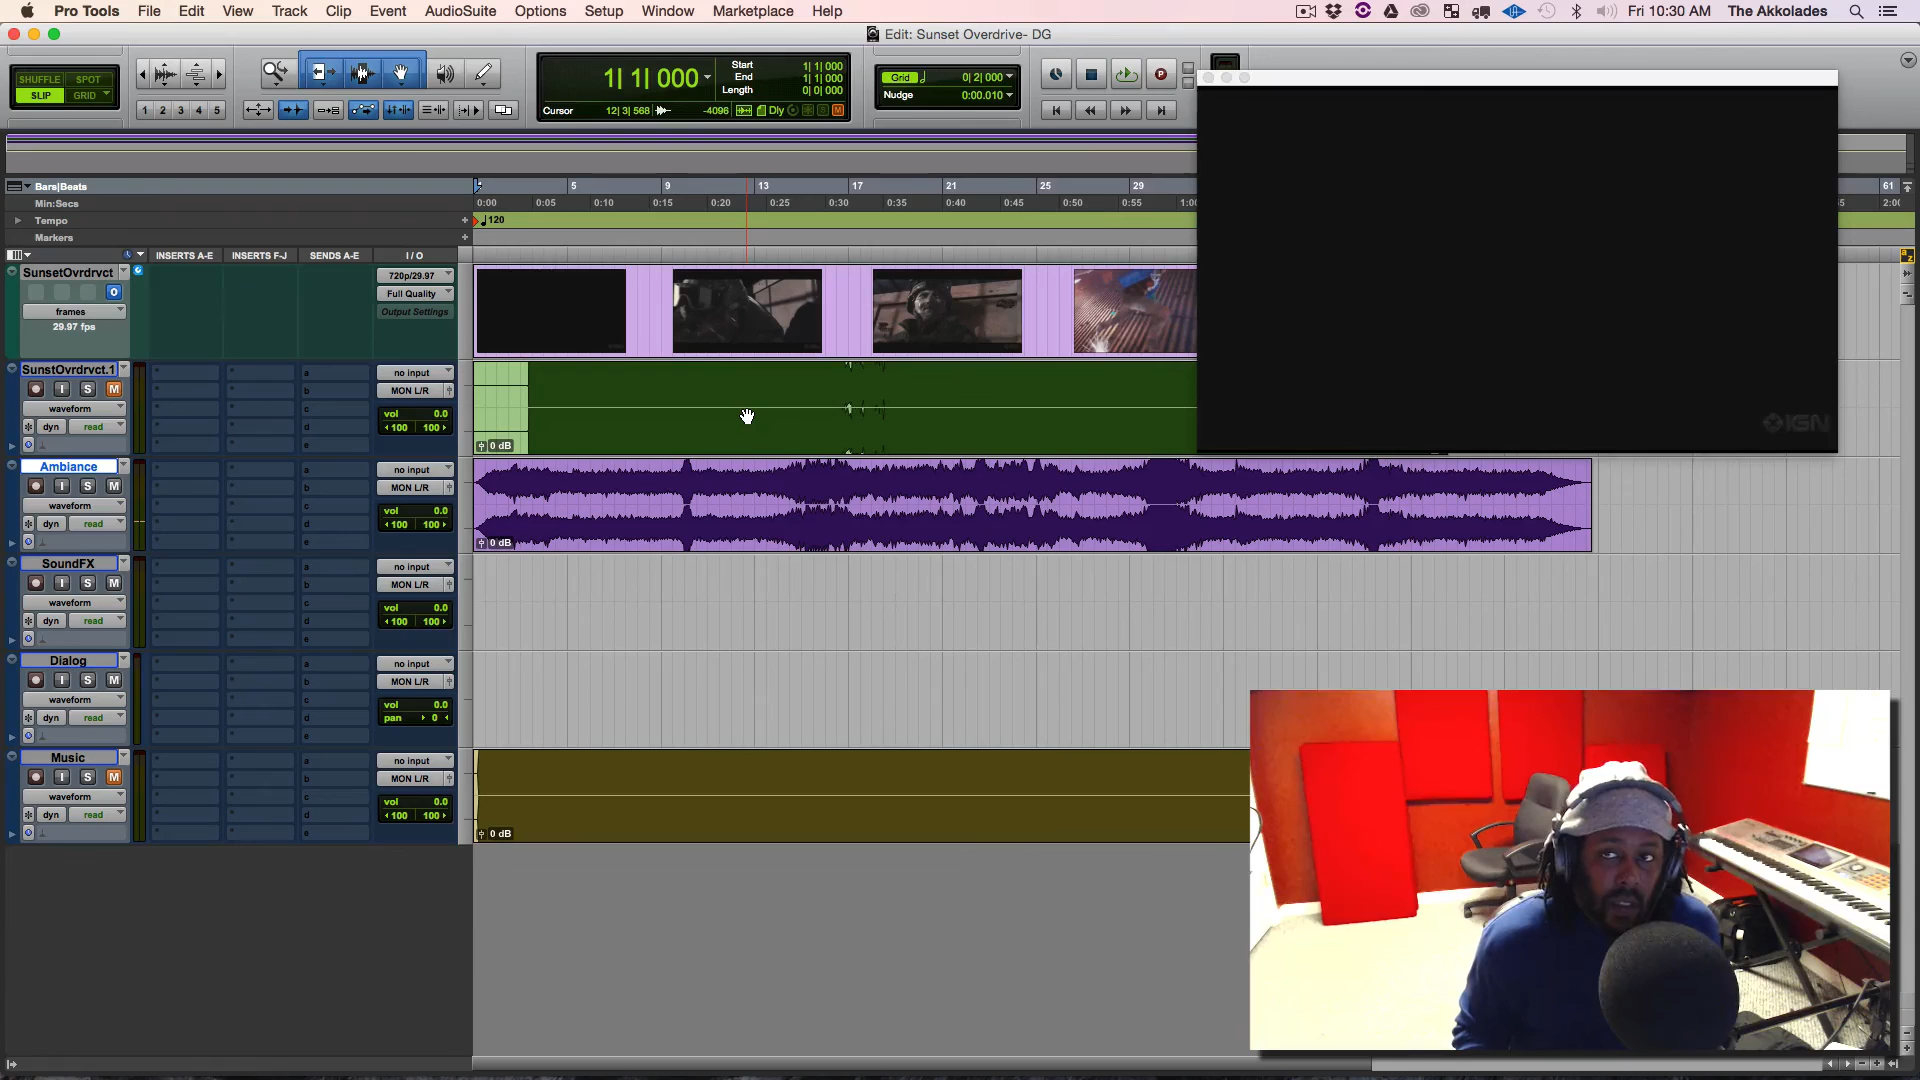 Pro Tools File Edit View Track Clip Event AudioSuite Options Setup Window Marketplace Help Fri 10:30 AM The Akkolades
Edit: Sunset Overdrive- DG
SHUFFLE SPOT
SLIP GRID
1 2 3 4 5
1| 1| 000
Start 1| 1| 000
End 1| 1| 000
Length 0| 0| 000
Cursor 12| 3| 568 -4096 Dly
Grid 0| 2| 000
Nudge 0:00.010
Bars|Beats 5 9 13 17 21 25 29 61
Min:Secs 0:00 0:05 0:10 0:15 0:20 0:25 0:30 0:35 0:40 0:45 0:50 0:55 1:00 2:00
Tempo 120
Markers
INSERTS A-E INSERTS F-J SENDS A-E I / O
SunsetOvrdrvct
720p/29.97
Full Quality
frames
Output Settings
29.97 fps
SunstOvrdrvct.1
a no input
I S M b MON L/R
waveform c vol 0.0
dyn read d 100 100
e 0 dB
IGN
Ambiance
a no input
I S M b MON L/R
waveform c vol 0.0
dyn read d 100 100
e 0 dB
SoundFX
a no input
I S M b MON L/R
waveform c vol 0.0
dyn read d 100 100
e
Dialog
a no input
I S M b MON L/R
waveform c vol 0.0
dyn read d pan 0
e
Music
a no input
I S M b MON L/R
waveform c vol 0.0
dyn read d 100 100
e 0 dB